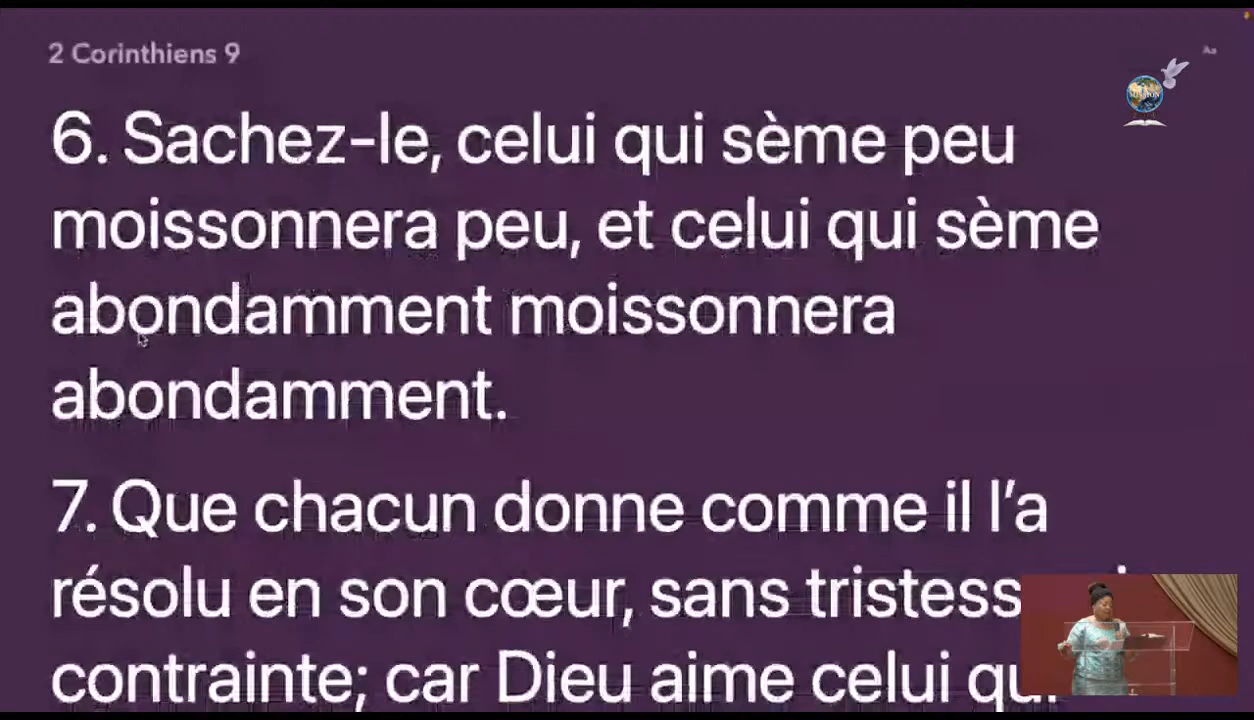 2 Corinthiens 9
Aa
6. Sachez-le, celui qui sème peu
moissonnera peu, et celui qui sème
abondamment moissonnera
abondamment.
7. Que chacun donne comme il l’a
résolu en son cœur, sans
contrainte; car Dieu aime celui